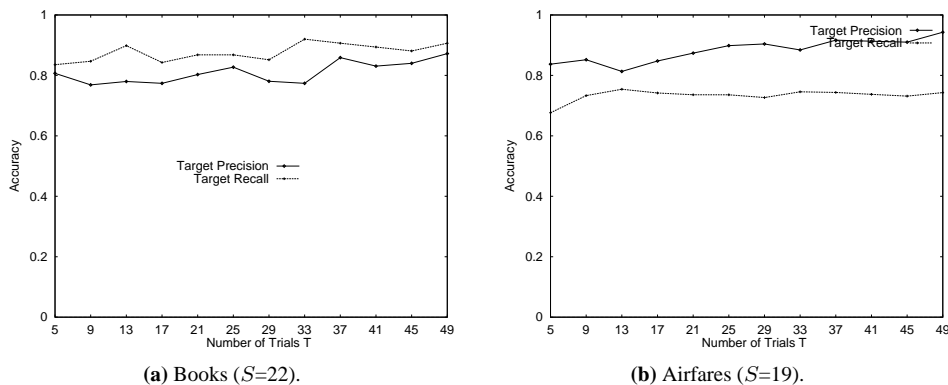 1
0.8
0.6
0.4
0.2
0
Accuracy
Target Precision
Target Recall
5 9 13 17 21 25 29 33 37 41 45 49
Number of Trials T
(a) Books (S=22).
1
0.8
0.6
0.4
0.2
0
Accuracy
Target Precision
Target Recall
5 9 13 17 21 25 29 33 37 41 45 49
Number of Trials T
(b) Airfares (S=19).